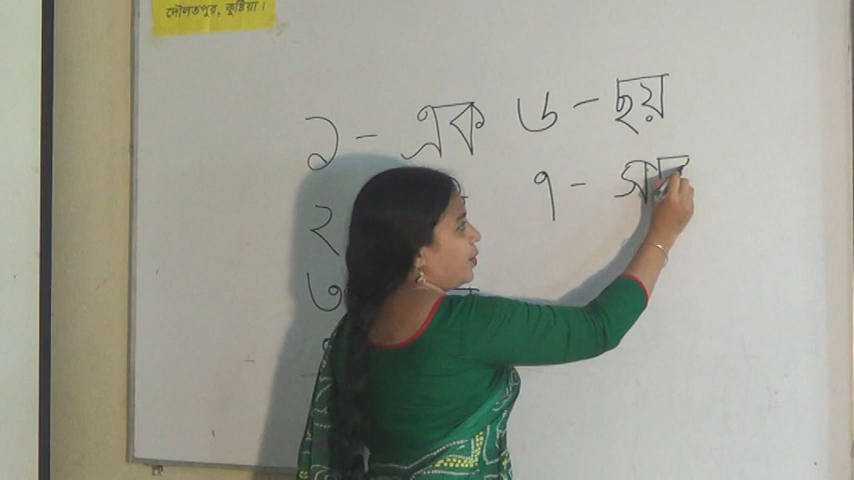 দৌলতপুর, কুষ্টিয়া।
১ - এক
২
৩
৬ - ছয়
৭ -